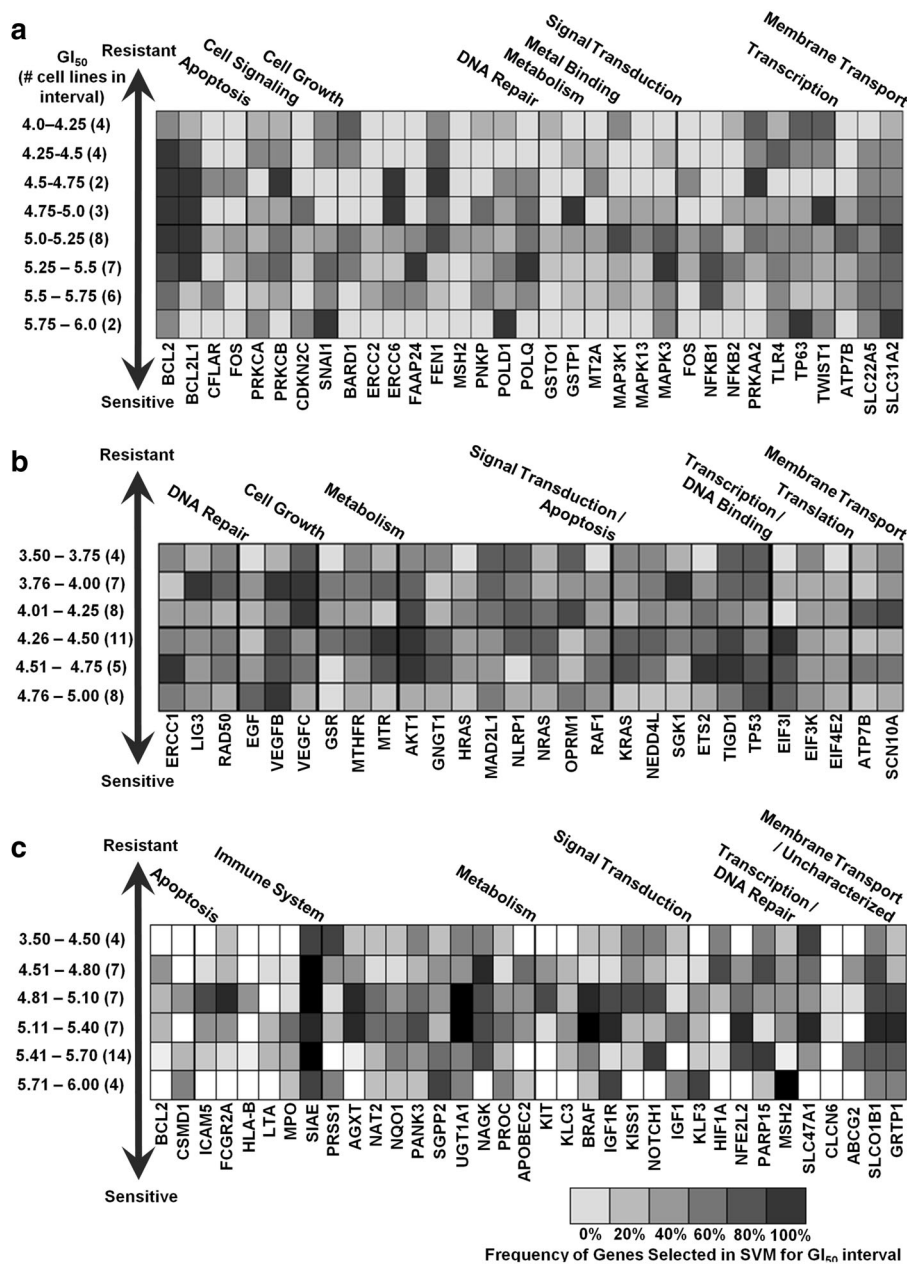 a
Resistant
GI50
(# cell lines in
interval)
Apoptosis
Cell Signaling
Cell Growth
DNA Repair
Metabolism
Metal Binding
Signal Transduction
Transcription
Membrane Transport
4.0–4.25 (4)
4.25-4.5 (4)
4.5-4.75 (2)
4.75-5.0 (3)
5.0-5.25 (8)
5.25 – 5.5 (7)
5.5 – 5.75 (6)
5.75 – 6.0 (2)
Sensitive
BCL2
BCL2L1
CFLAR
FOS
PRKCA
PRKCB
CDKN2C
SNAI1
BARD1
ERCC2
ERCC6
FAAP24
FEN1
MSH2
PNKP
POLD1
POLQ
GSTO1
GSTP1
MT2A
MAP3K1
MAPK13
MAPK3
FOS
NFKB1
NFKB2
PRKAA2
TLR4
TP63
TWIST1
ATP7B
SLC22A5
SLC31A2
b
Resistant
DNA Repair
Cell Growth
Metabolism
Signal Transduction /
Apoptosis
Transcription /
DNA Binding
Translation
Membrane Transport
3.50 – 3.75 (4)
3.76 – 4.00 (7)
4.01 – 4.25 (8)
4.26 – 4.50 (11)
4.51 – 4.75 (5)
4.76 – 5.00 (8)
Sensitive
ERCC1
LIG3
RAD50
EGF
VEGFB
VEGFC
GSR
MTHFR
MTR
AKT1
GNGT1
HRAS
MAD2L1
NLRP1
NRAS
OPRM1
RAF1
KRAS
NEDD4L
SGK1
ETS2
TIGD1
TP53
EIF3I
EIF3K
EIF4E2
ATP7B
SCN10A
c
Resistant
Apoptosis
Immune System
Metabolism
Signal Transduction
Transcription /
DNA Repair
Membrane Transport
/ Uncharacterized
3.50 – 4.50 (4)
4.51 – 4.80 (7)
4.81 – 5.10 (7)
5.11 – 5.40 (7)
5.41 – 5.70 (14)
5.71 – 6.00 (4)
Sensitive
BCL2
CSMD1
ICAM5
FCGR2A
HLA-B
LTA
MPO
SIAE
PRSS1
AGXT
NAT2
NQO1
PANK3
SGPP2
UGT1A1
NAGK
PROC
APOBEC2
KIT
KLC3
BRAF
IGF1R
KISS1
NOTCH1
IGF1
KLF3
HIF1A
NFE2L2
PARP15
MSH2
SLC47A1
CLCN6
ABCG2
SLCO1B1
GRTP1
0% 20% 40% 60% 80% 100%
Frequency of Genes Selected in SVM for GI50 interval